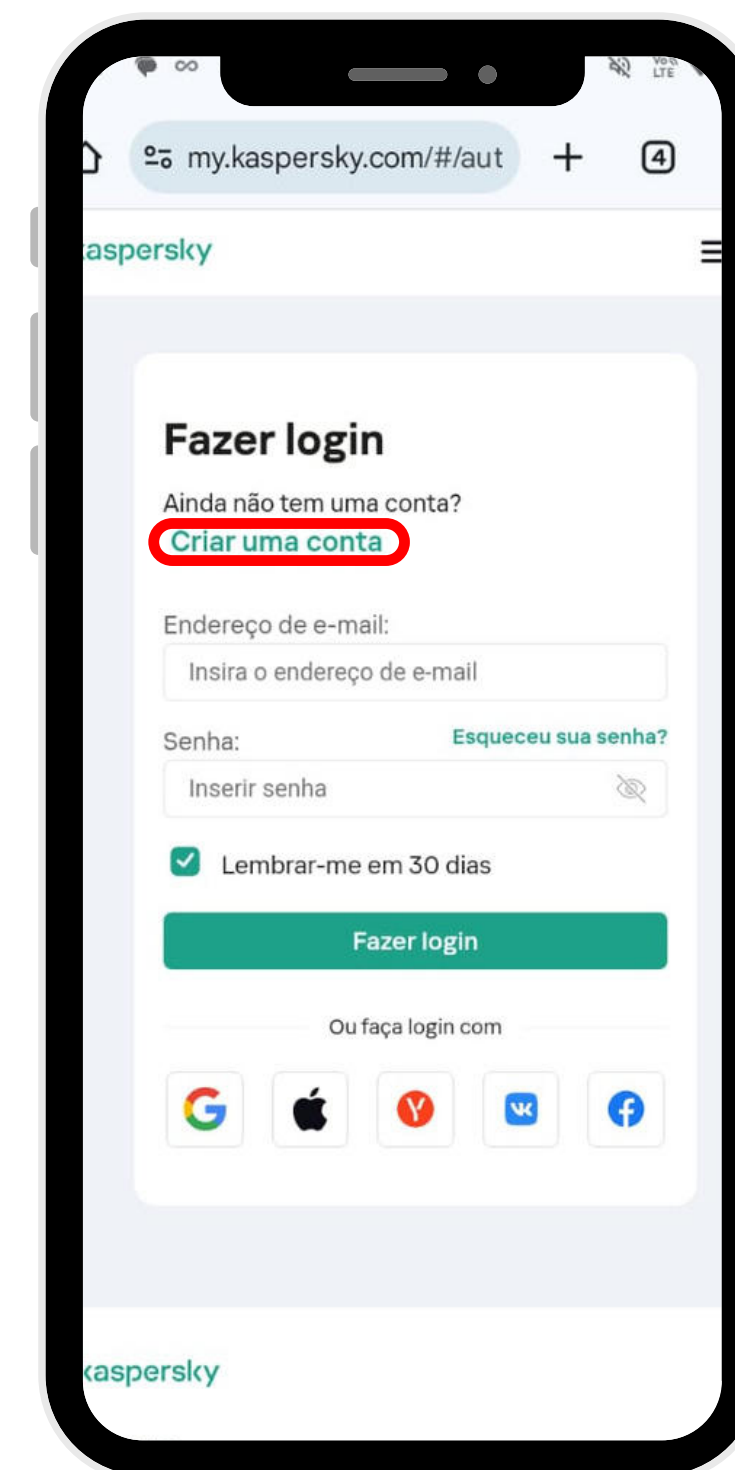 Vo))
LTE
my.kaspersky.com/#/aut
4
kaspersky
Fazer login
Ainda não tem uma conta?
Criar uma conta
Endereço de e-mail:
Insira o endereço de e-mail
Senha:
Esqueceu sua senha?
Inserir senha
Lembrar-me em 30 dias
Fazer login
Ou faça login com
kaspersky